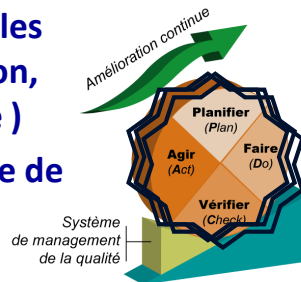 les
on,
)
e de
Amélioration continue
Planifier
(Plan)
Agir
(Act)
Faire
(Do)
Vérifier
(Check)
Système
de management
de la qualité